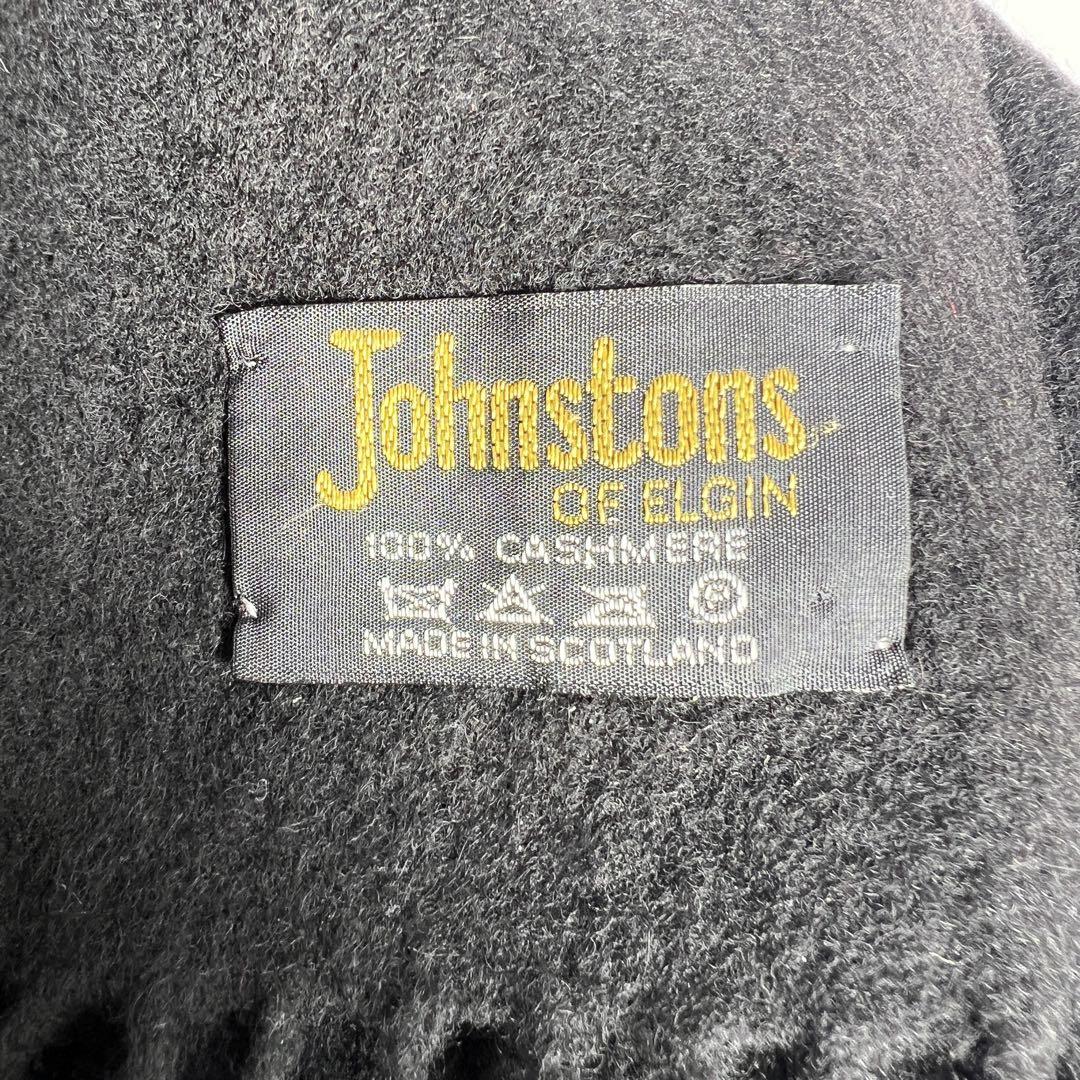 Johnstons
OF ELGIN
100% CASHMERE
MADE IN SCOTLAND